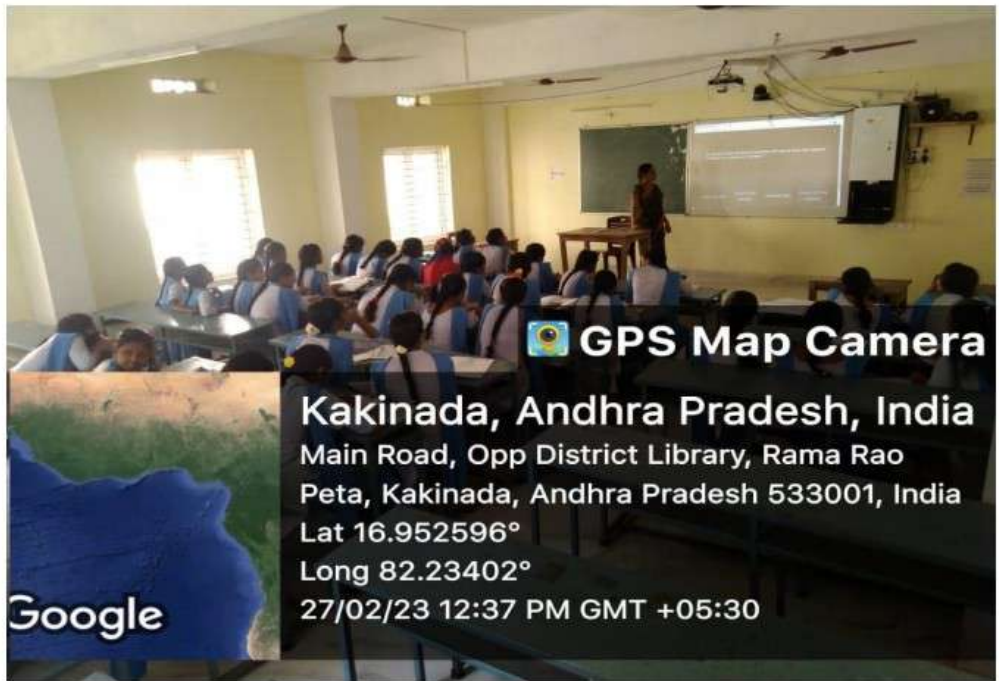 GPS Map Camera
Kakinada, Andhra Pradesh, India
Main Road, Opp District Library, Rama Rao
Peta, Kakinada, Andhra Pradesh 533001, India
Lat 16.952596°
Long 82.23402°
27/02/23 12:37 PM GMT +05:30
Google